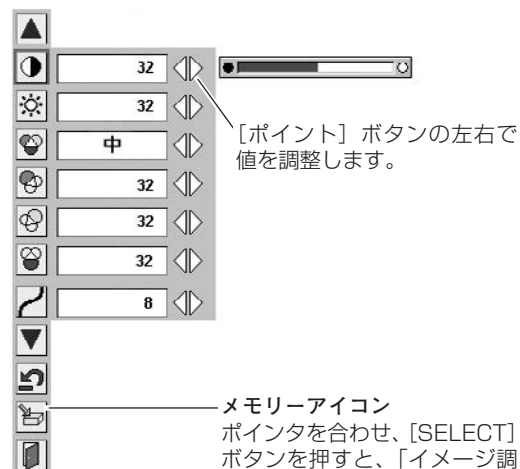 32
32
[ポイント] ボタンの左右で
値を調整します。
中
32
32
32
8
メモリーアイコン
ポインタを合わせ、[SELECT]
ボタンを押すと、「イメージ調